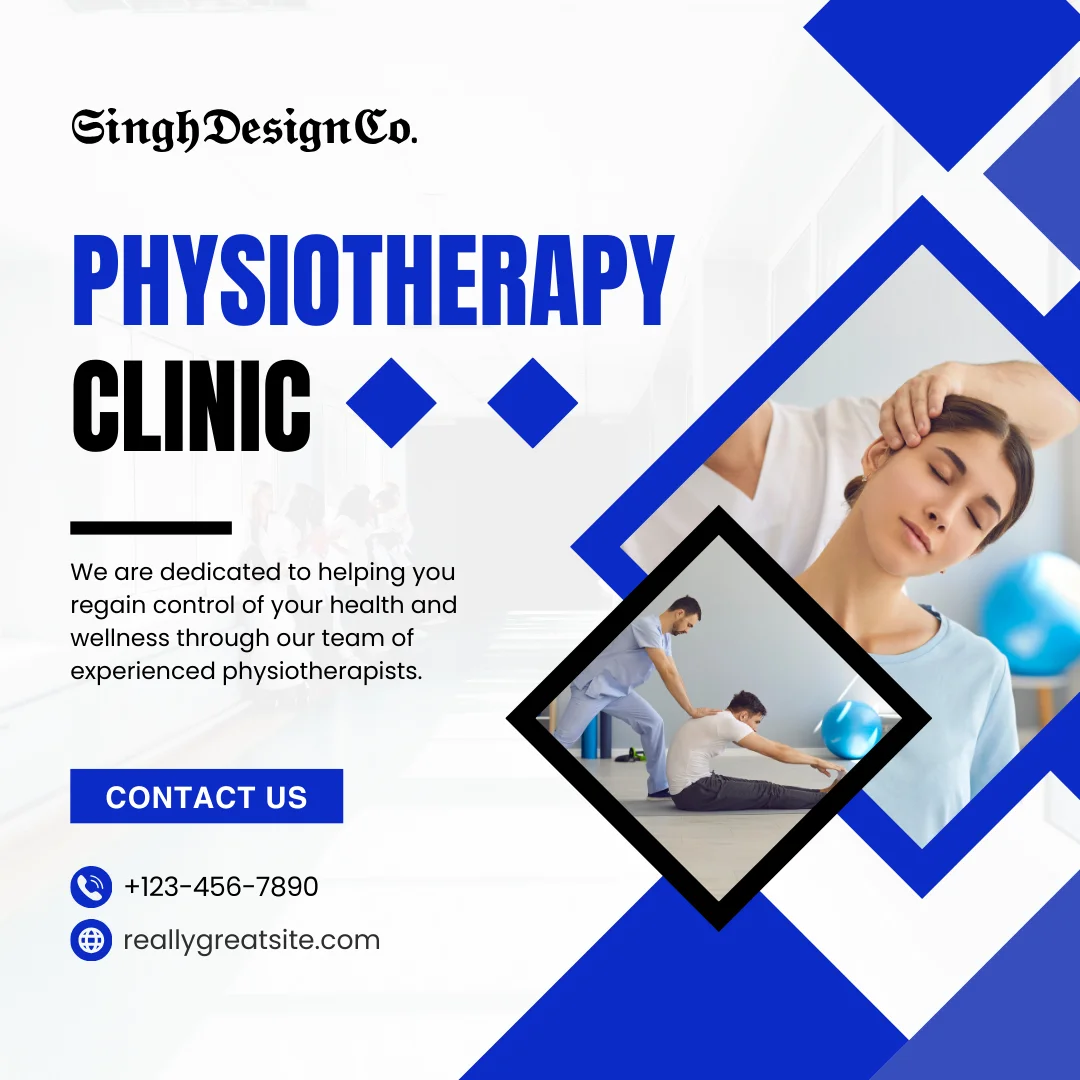 SinghDesignCo.
PHYSIOTHERAPY
CLINIC
We are dedicated to helping you
regain control of your health and
wellness through our team of
experienced physiotherapists.
CONTACT US
+123-456-7890
reallygreatsite.com